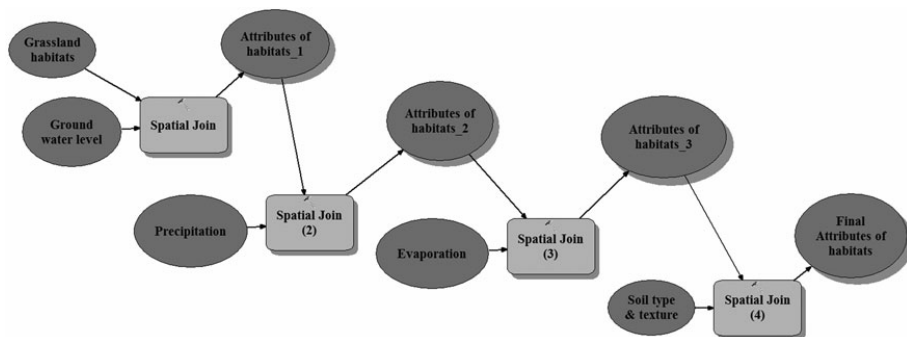 Grassland
habitats
Ground
water level
Spatial Join
Attributes of
habitats_1
Precipitation
Spatial Join
(2)
Attributes of
habitats_2
Evaporation
Spatial Join
(3)
Attributes of
habitats_3
Soil type
& texture
Spatial Join
(4)
Final
Attributes of
habitats